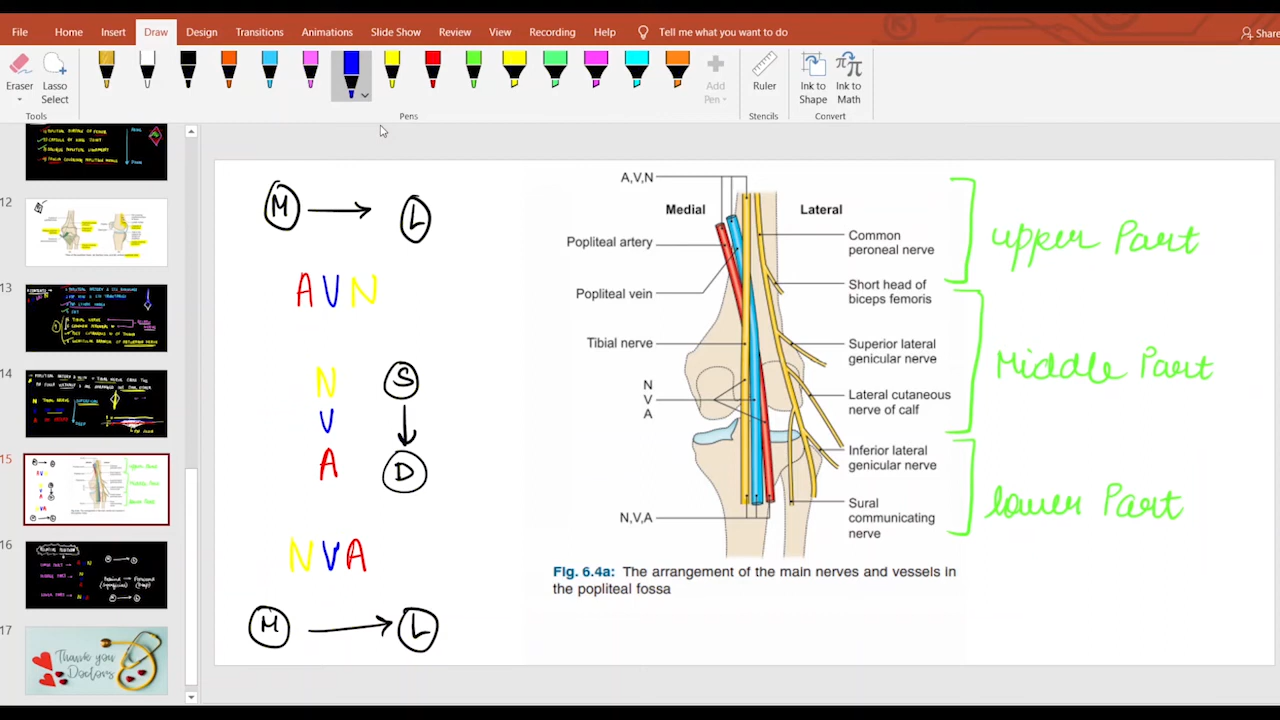 File Home Insert Draw Design Transitions Animations Slide Show Review View Recording Help Tell me what you want to do Share
Eraser Lasso Select Add Pen Ruler Ink to Shape Ink to Math
Tools Pens Stencils Convert
12
13
14
15
16
17
Thank you
Doctors
M → L
A V N
N S
V ↓
A D
N V A
M → L
A,V,N
Medial
Lateral
Popliteal artery
Common
peroneal nerve
Popliteal vein
Short head of
biceps femoris
Tibial nerve
Superior lateral
genicular nerve
N
V
A
Lateral cutaneous
nerve of calf
Inferior lateral
genicular nerve
N,V,A
Sural
communicating
nerve
upper Part
Middle Part
lower Part
Fig. 6.4a: The arrangement of the main nerves and vessels in
the popliteal fossa